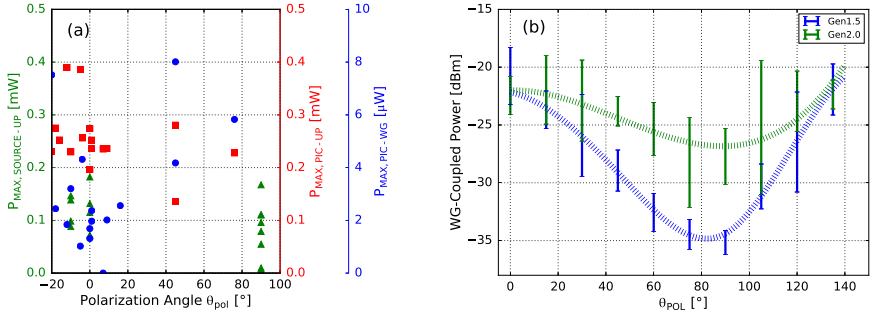 (a)
0.5
0.4
0.3
0.2
0.1
0.0
P_MAX, SOURCE-UP [mW]
−20 0 20 40 60 80 100
Polarization Angle θ_pol [°]
0.5
0.4
0.3
0.2
0.1
0.0
P_MAX, PIC-UP [mW]
10
8
6
4
2
0
P_MAX, PIC-WG [μW]
(b)
Gen1.5
Gen2.0
−15
−20
−25
−30
−35
WG-Coupled Power [dBm]
0 20 40 60 80 100 120 140
θ_POL [°]